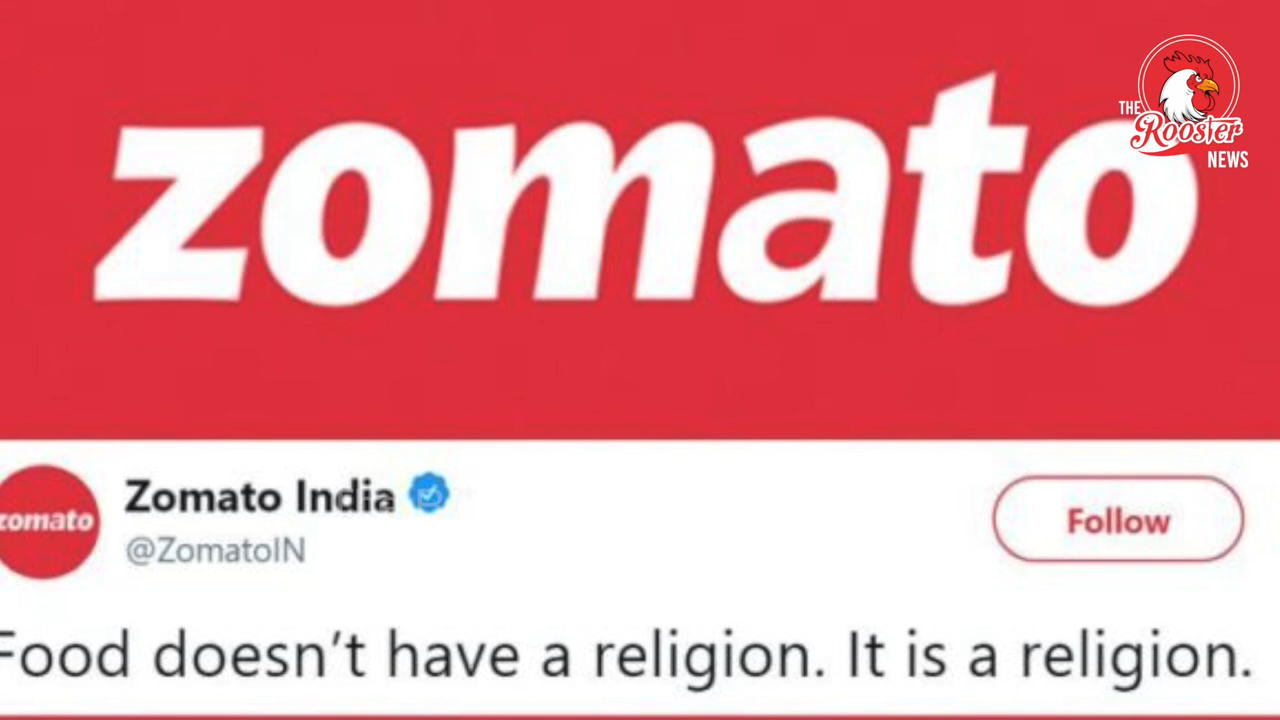 zomato
THE
Rooster
NEWS
zomato
Zomato India
@ZomatoIN
Follow
Food doesn't have a religion. It is a religion.